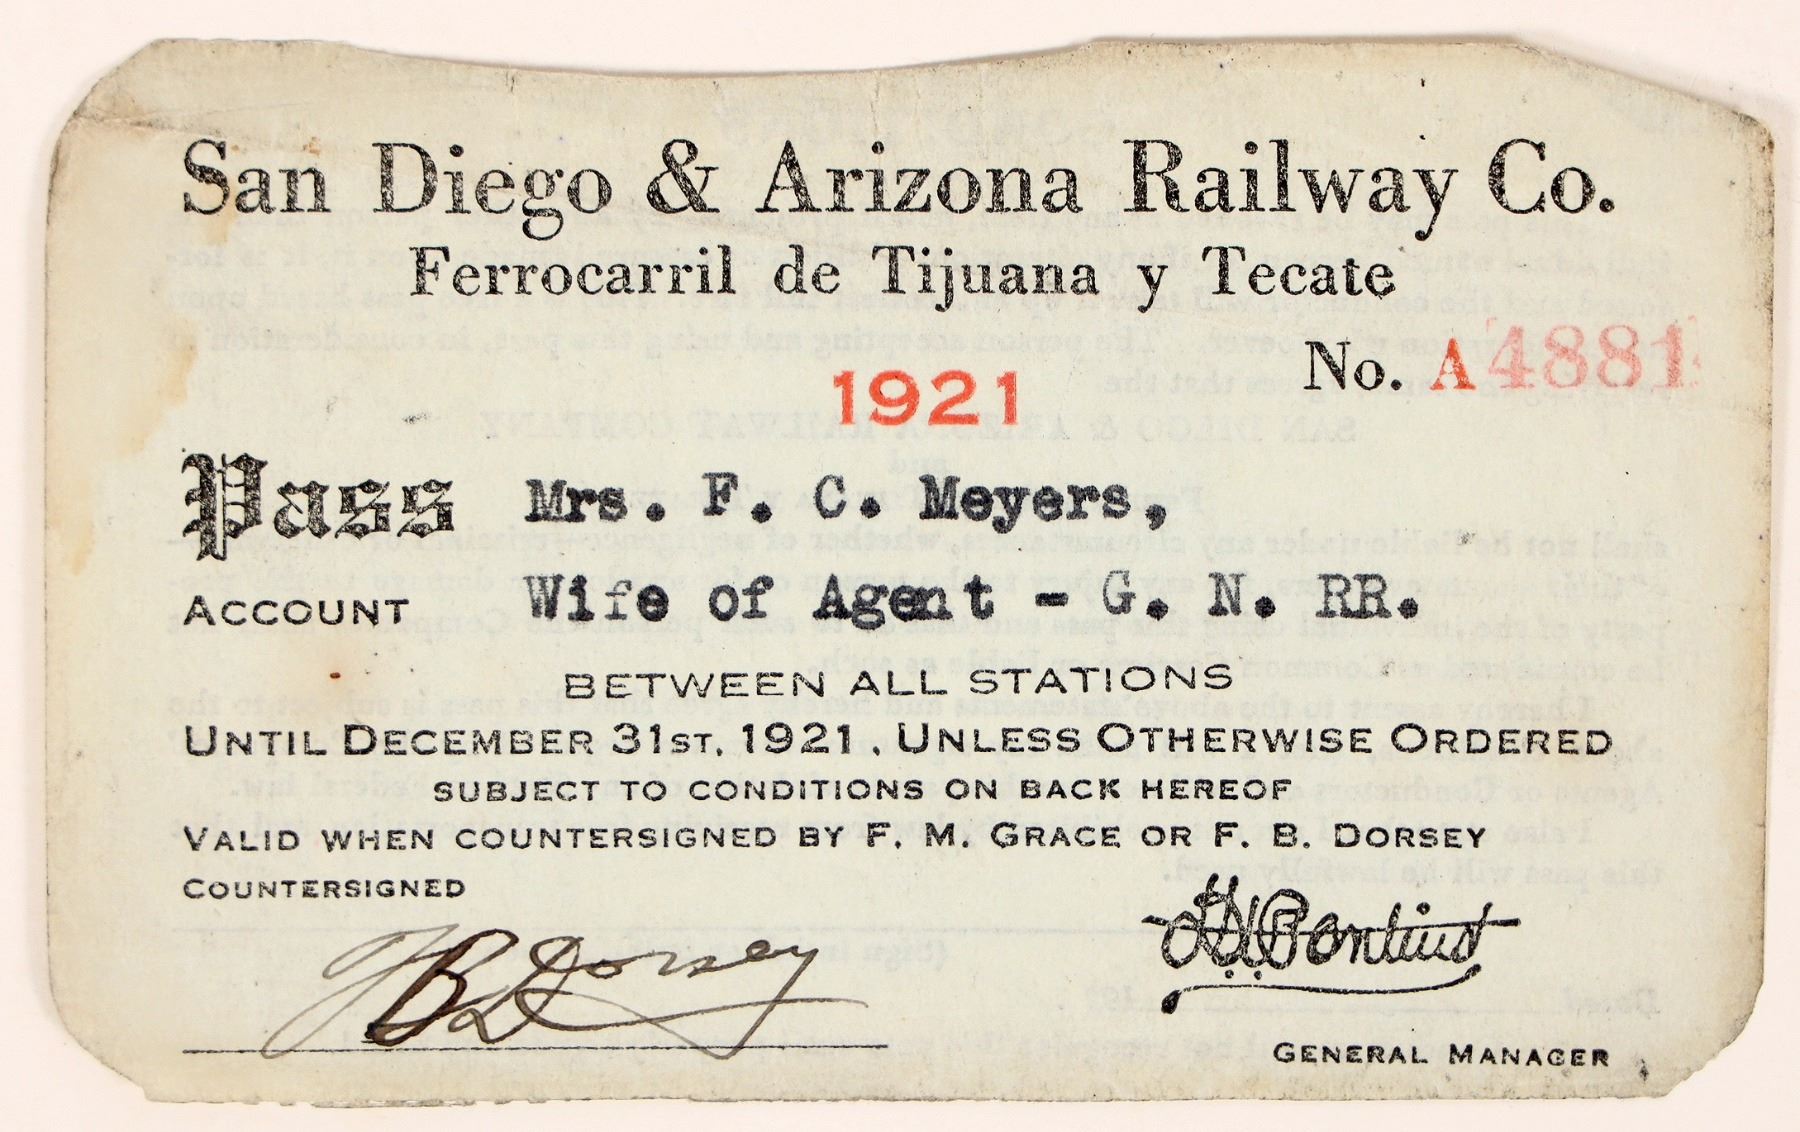 San Diego & Arizona Railway Co.
Ferrocarril de Tijuana y Tecate
No. A4881
1921
Pass Mrs. F. C. Meyers,
ACCOUNT Wife of Agent - G. N. RR.
BETWEEN ALL STATIONS
UNTIL DECEMBER 31ST, 1921, UNLESS OTHERWISE ORDERED
SUBJECT TO CONDITIONS ON BACK HEREOF
VALID WHEN COUNTERSIGNED BY F. M. GRACE OR F. B. DORSEY
COUNTERSIGNED
F B Dorsey
GENERAL MANAGER